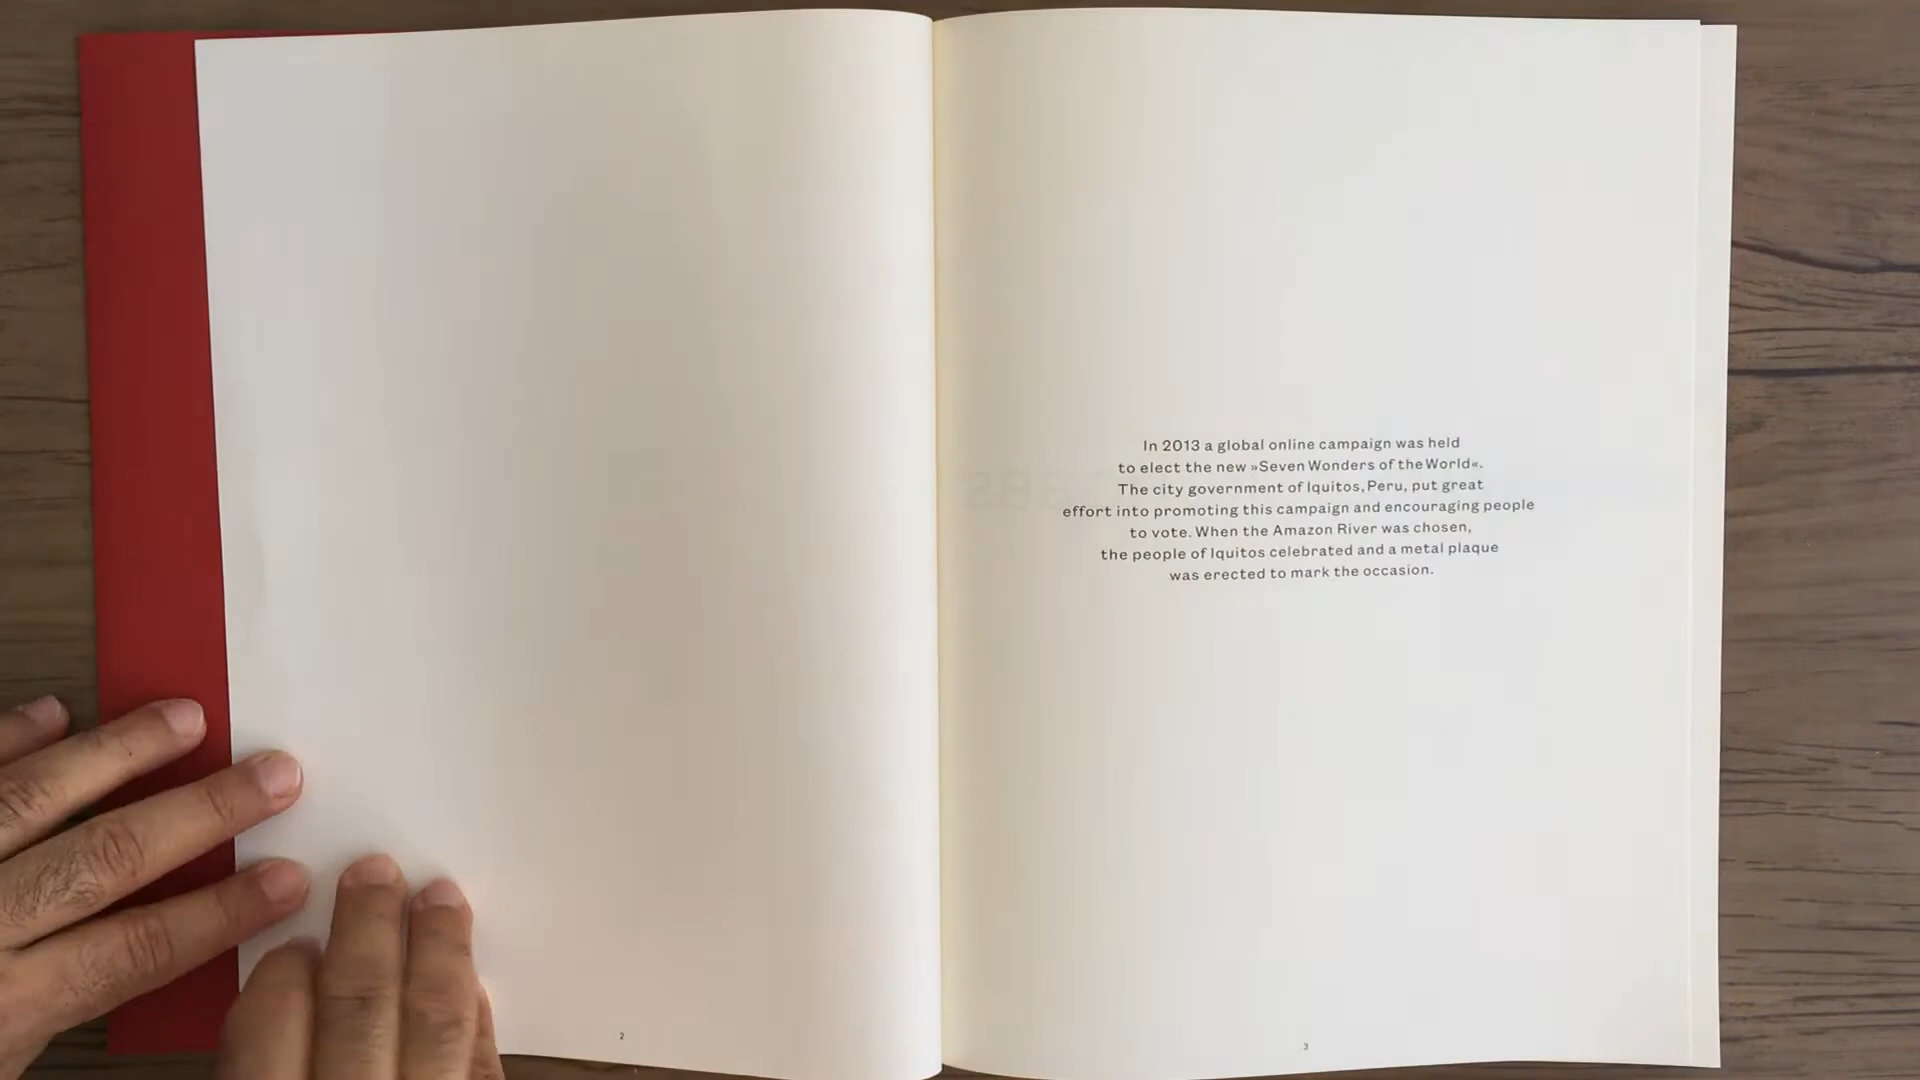 In 2013 a global online campaign was held
to elect the new »Seven Wonders of the World«.
The city government of Iquitos, Peru, put great
effort into promoting this campaign and encouraging people
to vote. When the Amazon River was chosen,
the people of Iquitos celebrated and a metal plaque
was erected to mark the occasion.
2
3